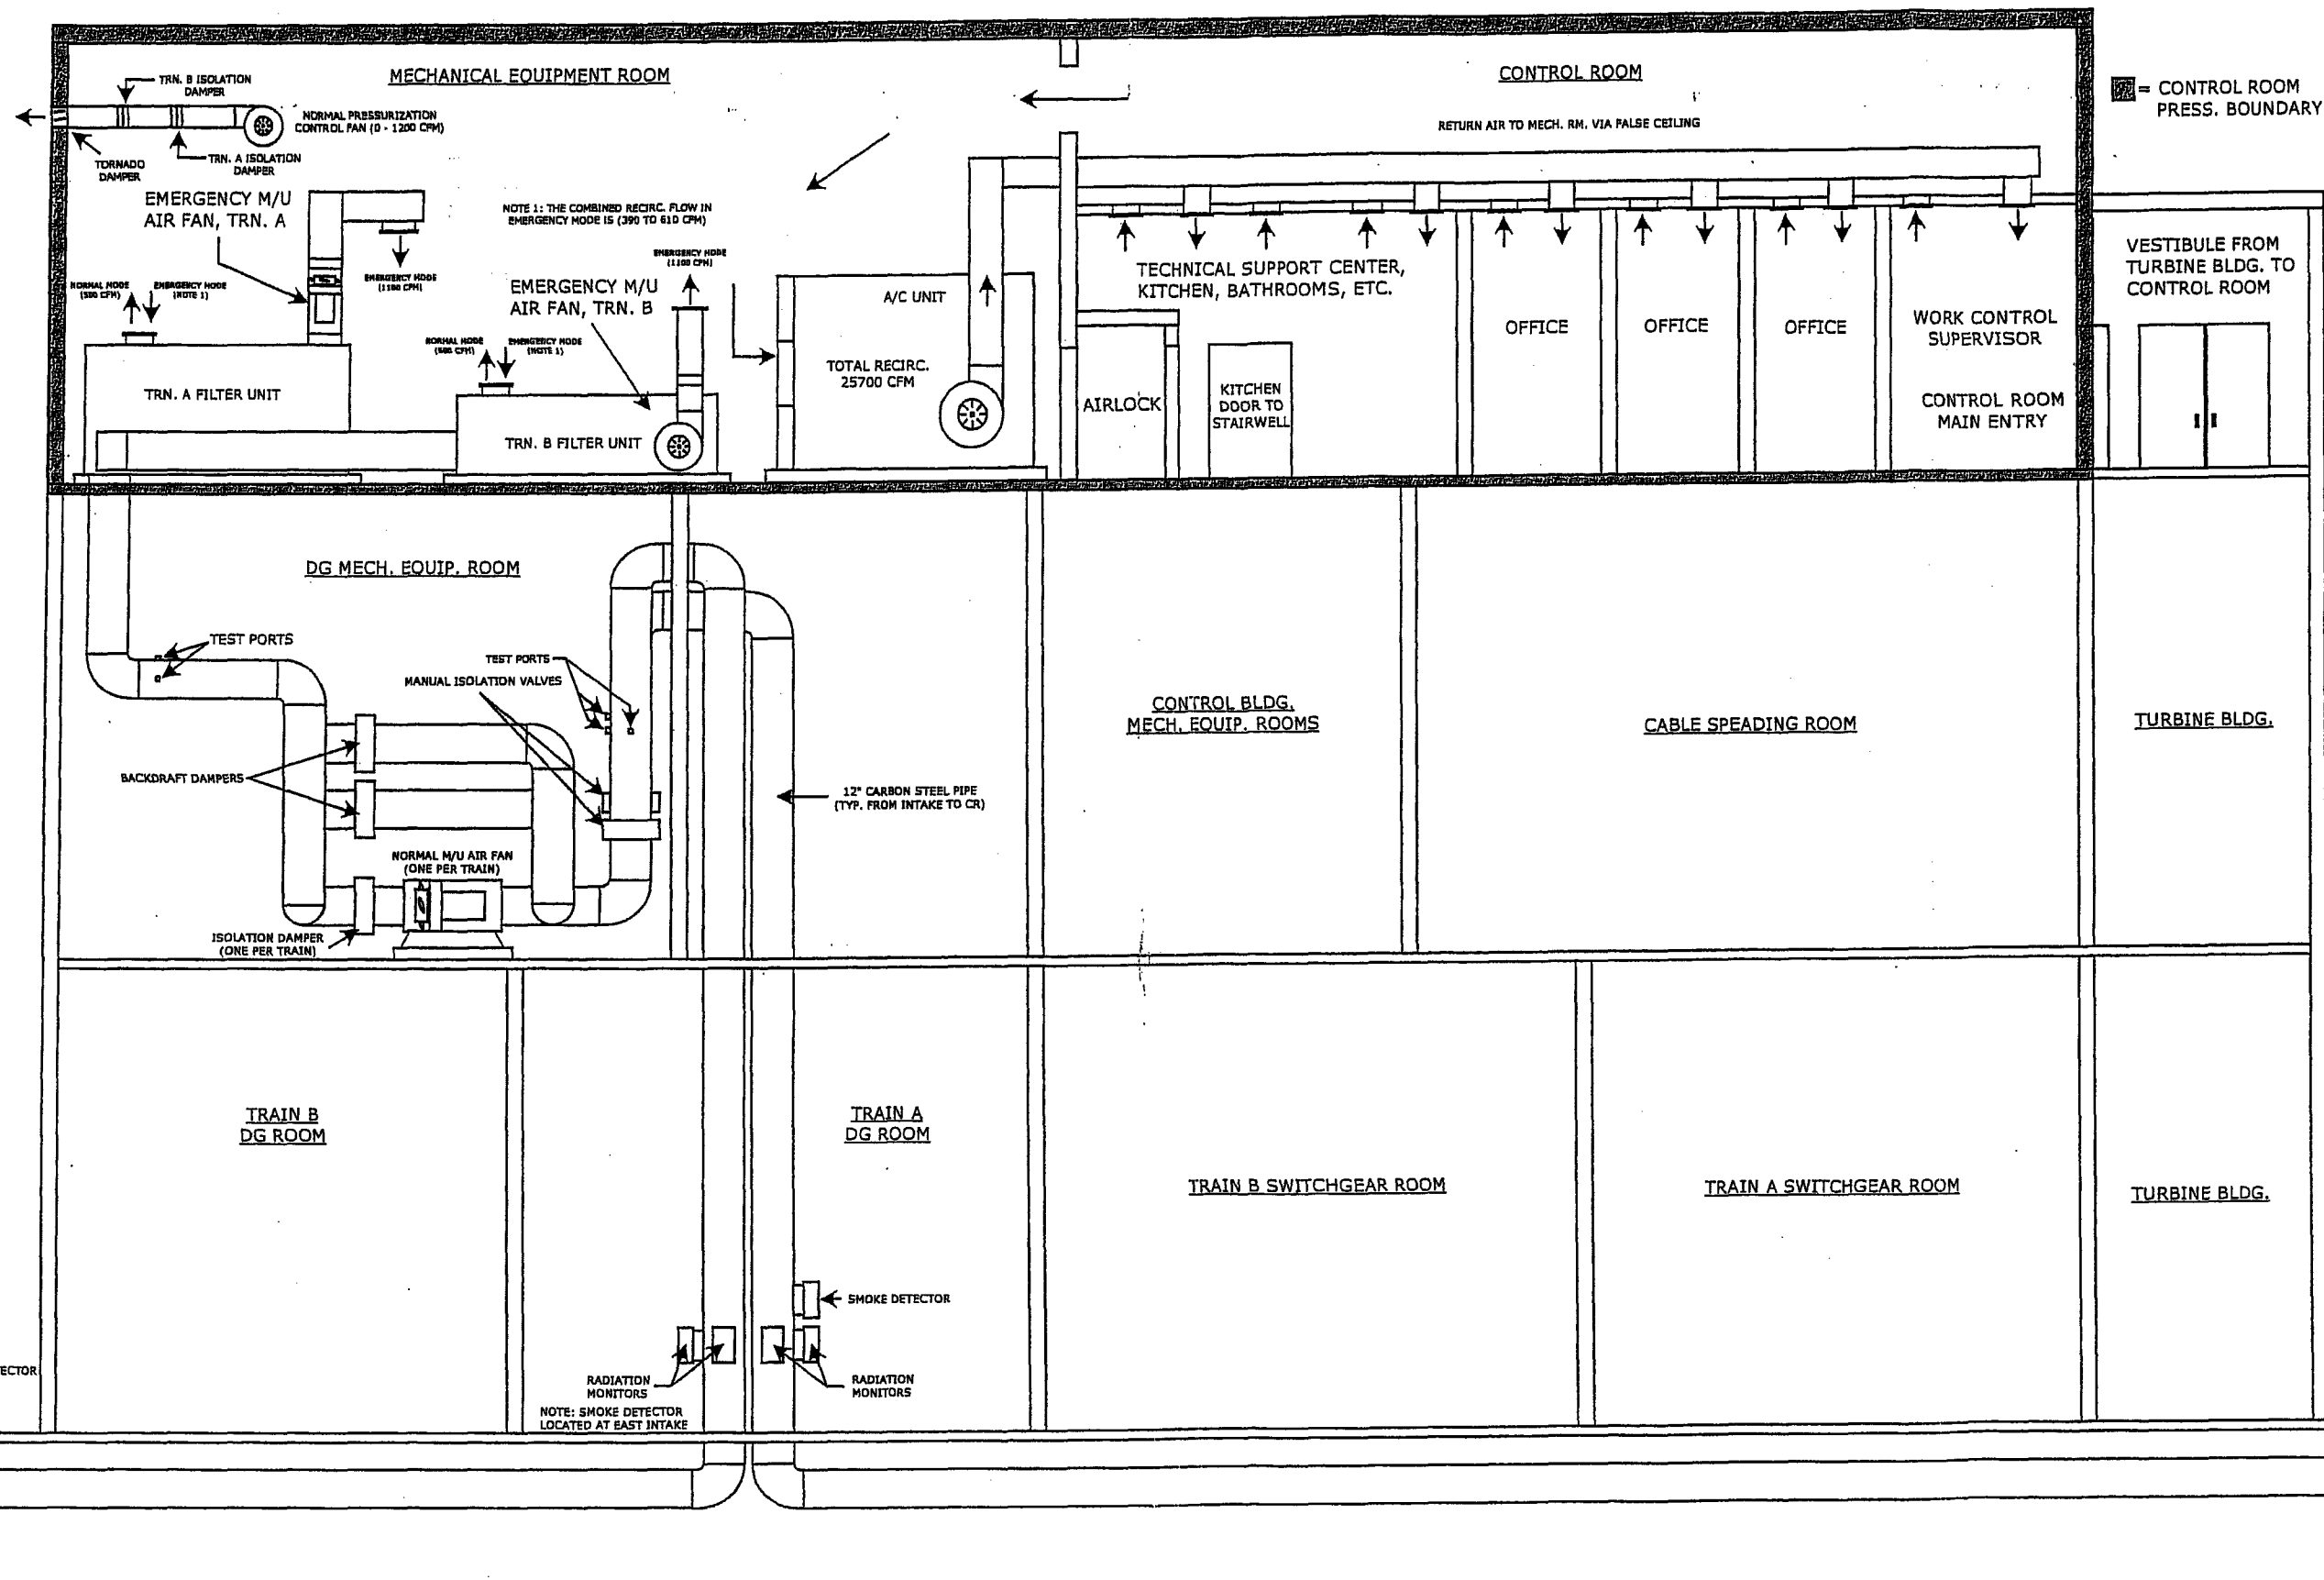 MECHANICAL EQUIPMENT ROOM
CONTROL ROOM
= CONTROL ROOM
PRESS. BOUNDARY
TRN. B ISOLATION
DAMPER
NORMAL PRESSURIZATION
CONTROL FAN (0 - 1200 CFM)
TORNADO
DAMPER
TRN. A ISOLATION
DAMPER
RETURN AIR TO MECH. RM. VIA FALSE CEILING
EMERGENCY M/U
AIR FAN, TRN. A
NOTE 1: THE COMBINED RECIRC. FLOW IN
EMERGENCY MODE IS (390 TO 610 CFM)
NORMAL MODE
EMERGENCY MODE
(NOTE 1)
EMERGENCY MODE
(1100 CFM)
TRN. A FILTER UNIT
EMERGENCY MODE
(1100 CFM)
EMERGENCY M/U
AIR FAN, TRN. B
NORMAL MODE
EMERGENCY MODE
(NOTE 1)
TRN. B FILTER UNIT
A/C UNIT
TOTAL RECIRC.
25700 CFM
TECHNICAL SUPPORT CENTER,
KITCHEN, BATHROOMS, ETC.
AIRLOCK
KITCHEN
DOOR TO
STAIRWELL
OFFICE
OFFICE
OFFICE
WORK CONTROL
SUPERVISOR
CONTROL ROOM
MAIN ENTRY
VESTIBULE FROM
TURBINE BLDG. TO
CONTROL ROOM
DG MECH. EQUIP. ROOM
TEST PORTS
TEST PORTS
MANUAL ISOLATION VALVES
BACKDRAFT DAMPERS
NORMAL M/U AIR FAN
(ONE PER TRAIN)
ISOLATION DAMPER
(ONE PER TRAIN)
12" CARBON STEEL PIPE
(TYP. FROM INTAKE TO CR)
CONTROL BLDG.
MECH. EQUIP. ROOMS
CABLE SPEADING ROOM
TURBINE BLDG.
TRAIN B
DG ROOM
TRAIN A
DG ROOM
TRAIN B SWITCHGEAR ROOM
TRAIN A SWITCHGEAR ROOM
TURBINE BLDG.
SMOKE DETECTOR
ECTOR
RADIATION
MONITORS
RADIATION
MONITORS
NOTE: SMOKE DETECTOR
LOCATED AT EAST INTAKE